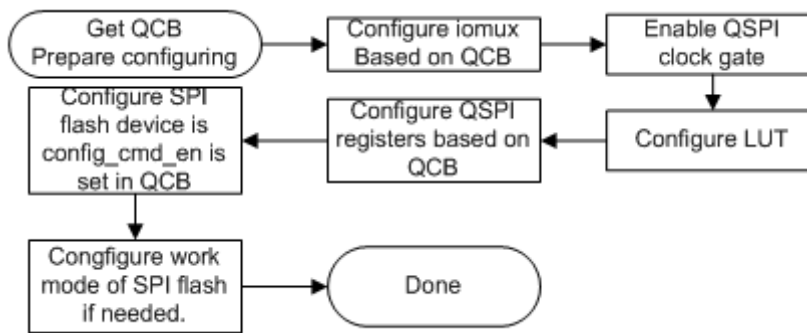 Get QCB
Prepare configuring
Configure iomux
Based on QCB
Enable QSPI
clock gate
Configure LUT
Configure QSPI
registers based on
QCB
Configure SPI
flash device is
config_cmd_en is
set in QCB
Congfigure work
mode of SPI flash
if needed.
Done